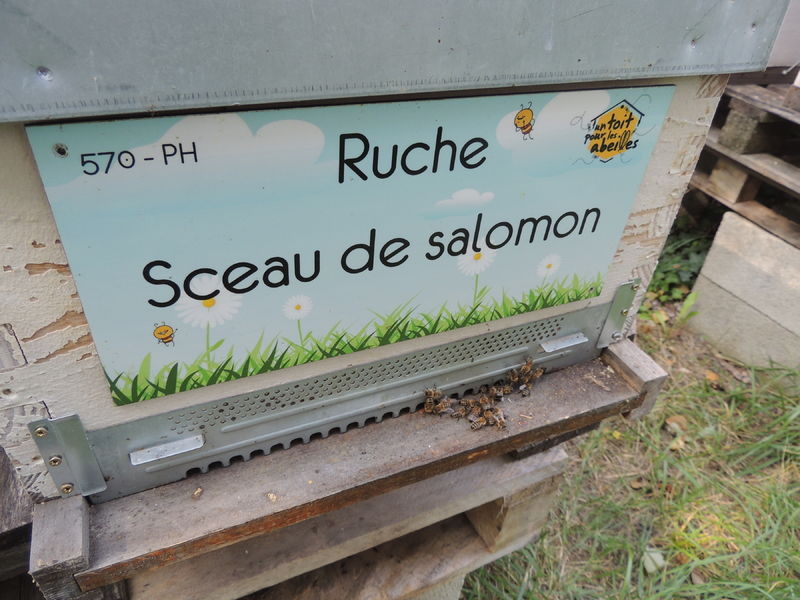 570 - PH
Ruche
un toit
pour les
abeilles
Sceau de salomon